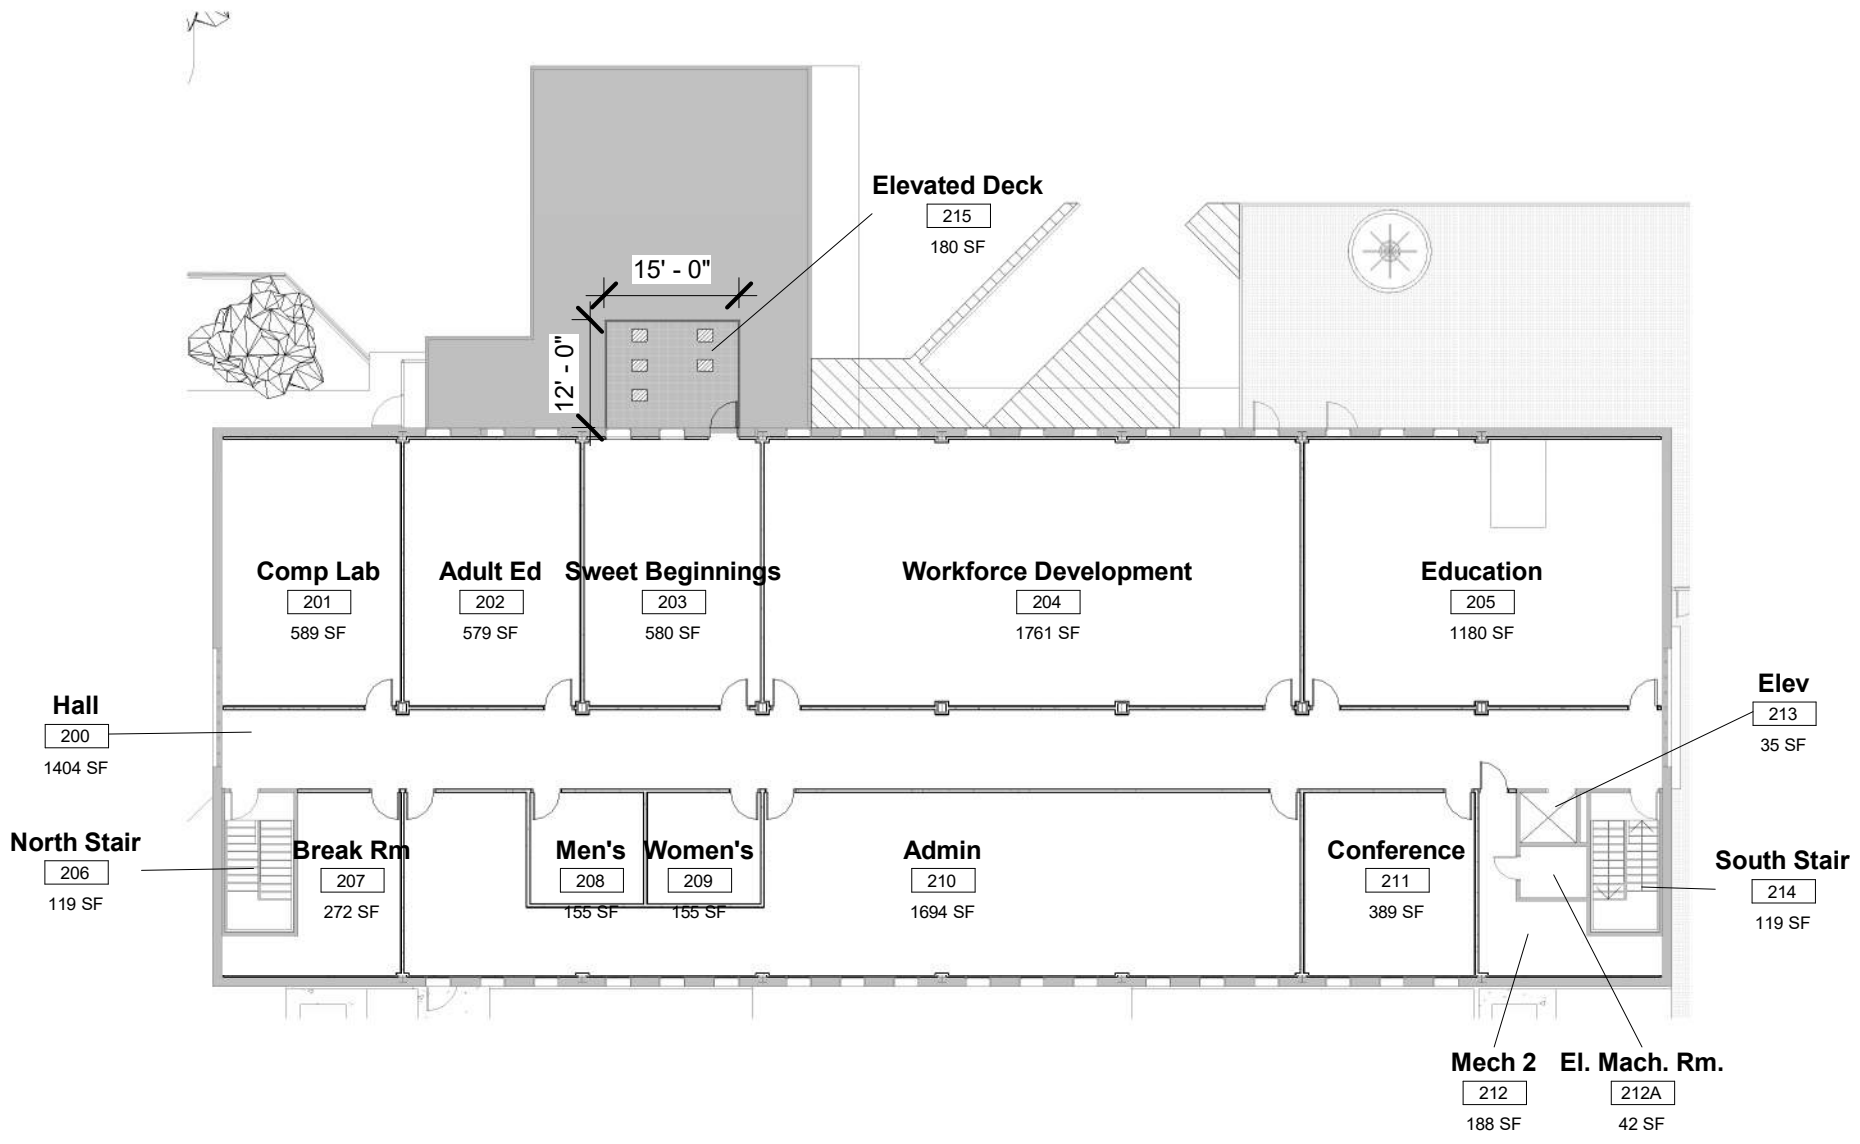 Elevated Deck
215
180 SF
15' - 0"
12' - 0"
Comp Lab
201
589 SF
Adult Ed
202
579 SF
Sweet Beginnings
203
580 SF
Workforce Development
204
1761 SF
Education
205
1180 SF
Hall
200
1404 SF
Elev
213
35 SF
North Stair
206
119 SF
Break Rm
207
272 SF
Men's
208
155 SF
Women's
209
155 SF
Admin
210
1694 SF
Conference
211
389 SF
South Stair
214
119 SF
Mech 2
212
188 SF
El. Mach. Rm.
212A
42 SF